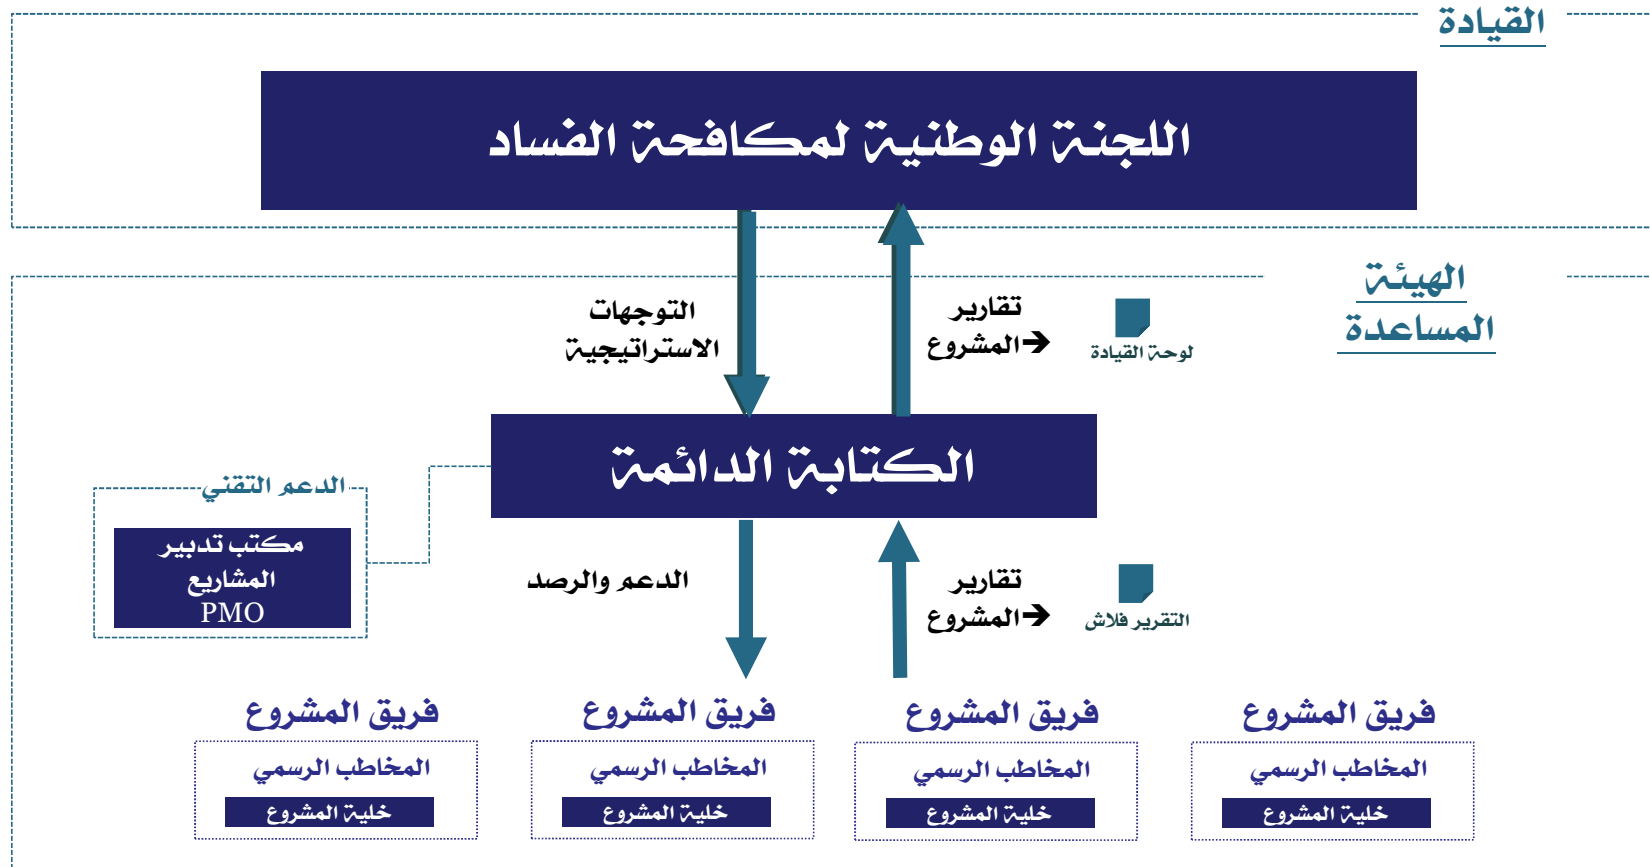 القيادة
اللجنة الوطنية لمكافحة الفساد
الهيئة
المساعدة
لوحة القيادة
تقارير
المشروع
التوجهات
الاستراتيجية
الكتابة الدائمة
الدعم التقني
مكتب تدبير
المشاريع
PMO
التقرير فلاش
تقارير
المشروع
الدعم والرصد
فريق المشروع
المخاطب الرسمي
خلية المشروع
فريق المشروع
المخاطب الرسمي
خلية المشروع
فريق المشروع
المخاطب الرسمي
خلية المشروع
فريق المشروع
المخاطب الرسمي
خلية المشروع